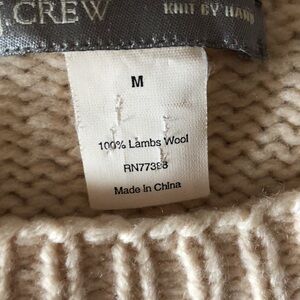 J.CREW
KNIT BY HAND
M
100% Lambs Wool
RN77388
Made in China